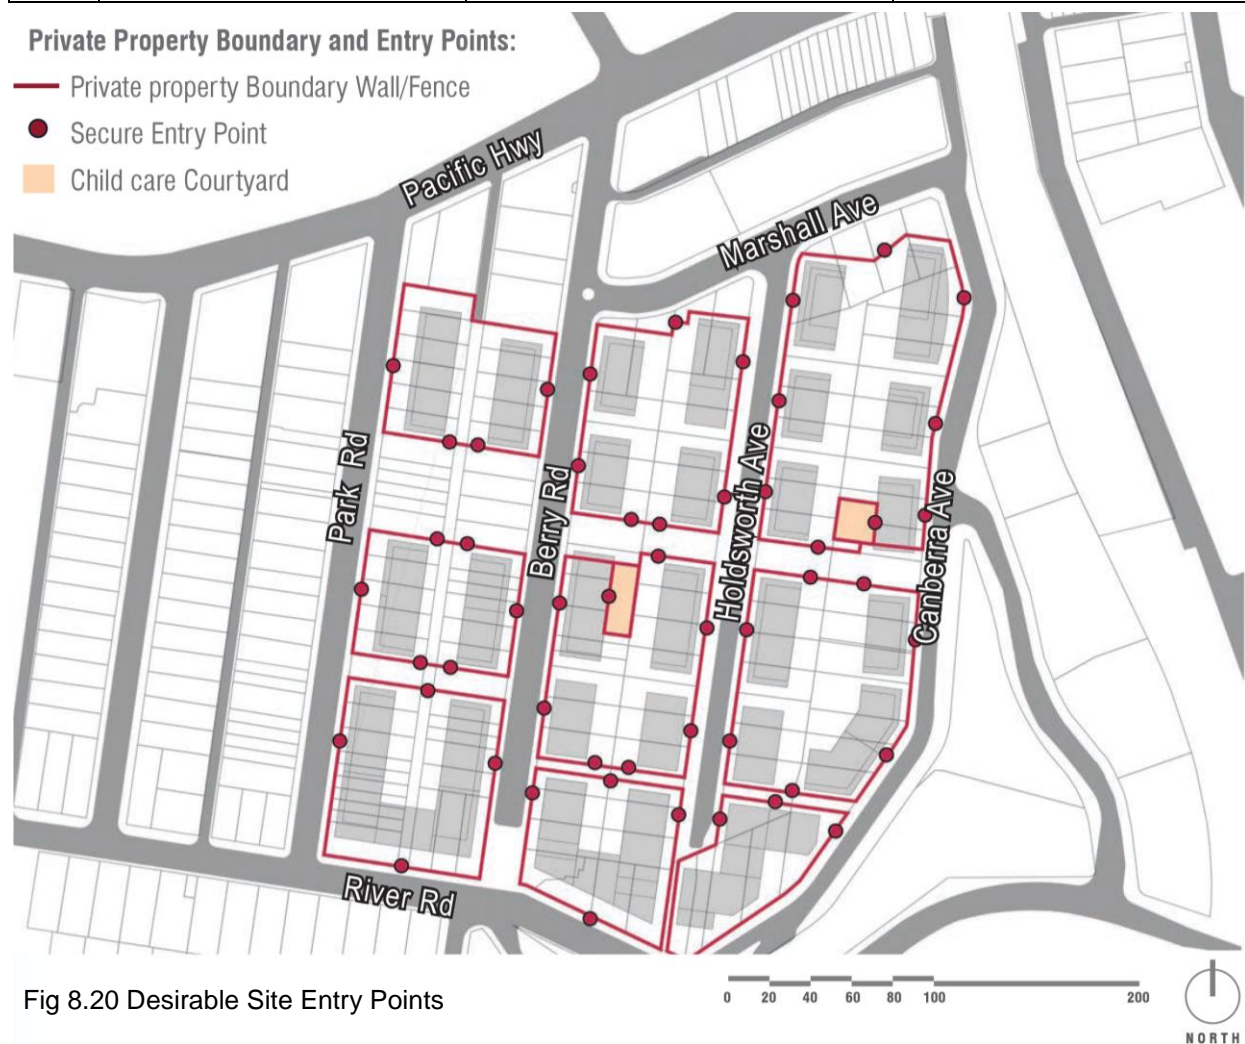 Private Property Boundary and Entry Points:
Private property Boundary Wall/Fence
Secure Entry Point
Child care Courtyard
Pacific Hwy
Marshall Ave
Park Rd
Berry Rd
Holdsworth Ave
Canberra Ave
River Rd
Fig 8.20 Desirable Site Entry Points
0 20 40 60 80 100 200
NORTH